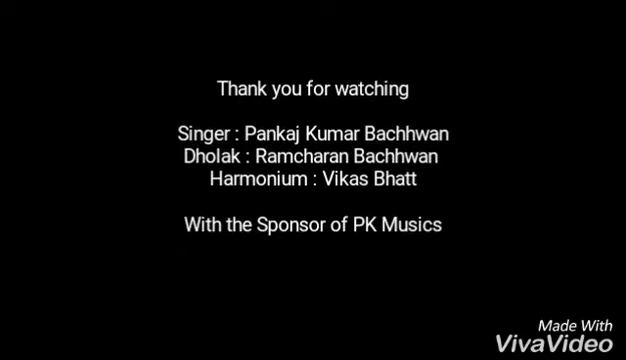 Thank you for watching
Singer : Pankaj Kumar Bachhwan
Dholak : Ramcharan Bachhwan
Harmonium : Vikas Bhatt
With the Sponsor of PK Musics
Made With
VivaVideo